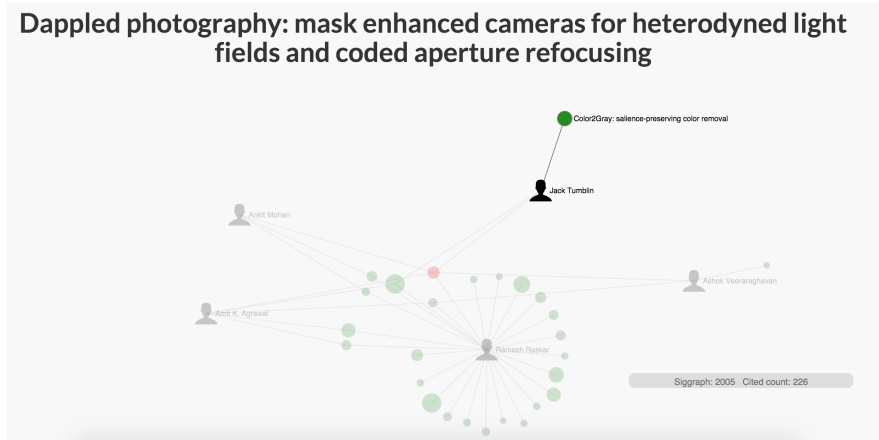 Dappled photography: mask enhanced cameras for heterodyned light
fields and coded aperture refocusing
Color2Gray: salience-preserving color removal
Jack Tumblin
Ankit Mohan
Ashok Veeraraghavan
Amit K. Agrawal
Ramesh Raskar
Siggraph: 2005 Cited count: 226